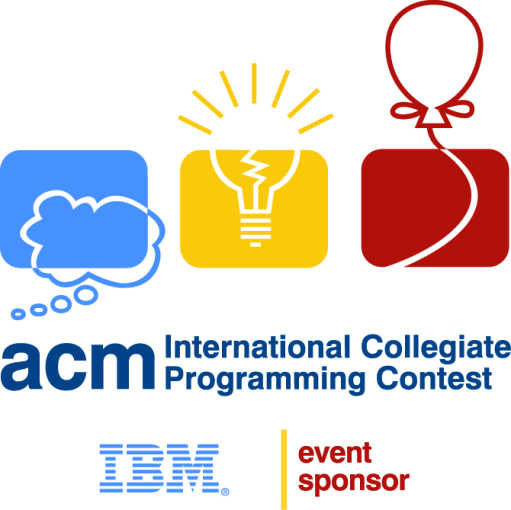 acm International Collegiate
Programming Contest
IBM®
event
sponsor